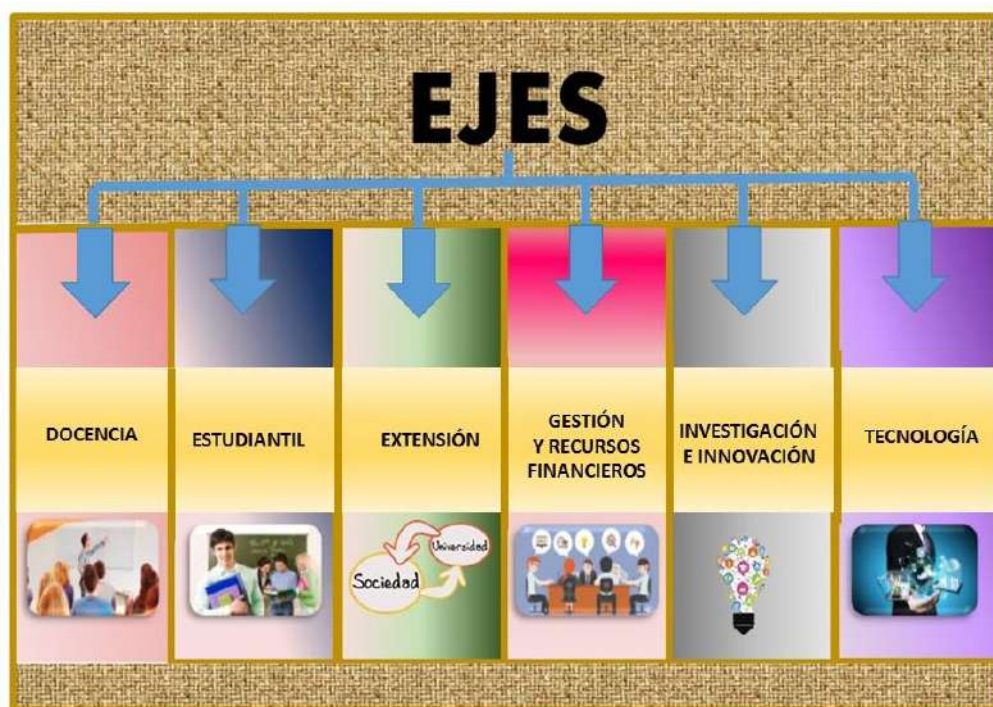 EJES
DOCENCIA
ESTUDIANTIL
EXTENSIÓN
GESTIÓN
Y RECURSOS
FINANCIEROS
INVESTIGACIÓN
E INNOVACIÓN
TECNOLOGÍA
Universidad
Sociedad